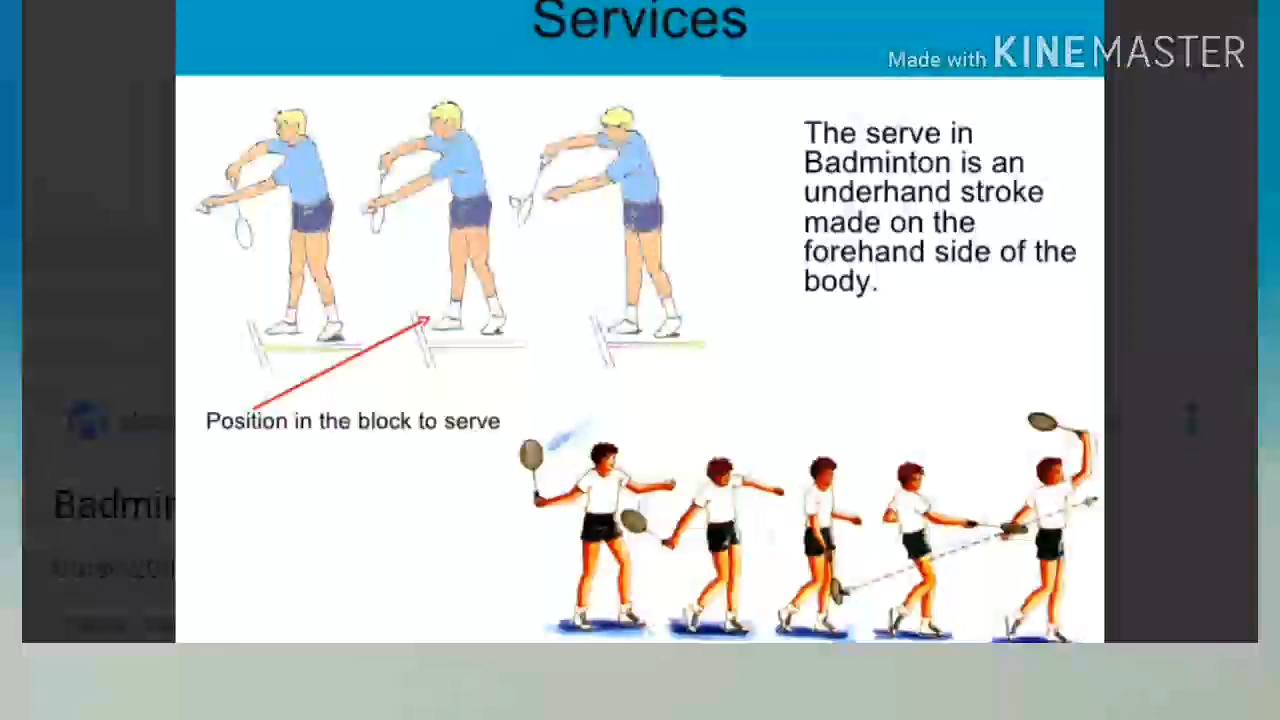 Services
Made with KINEMASTER
The serve in
Badminton is an
underhand stroke
made on the
forehand side of the
body.
Position in the block to serve
Badmin